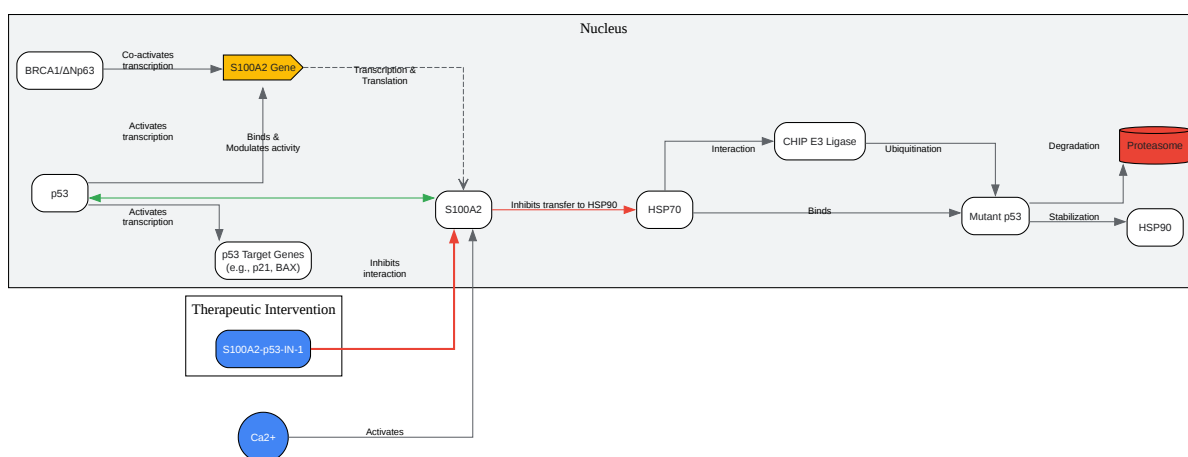 Nucleus
Co-activates
transcription
BRCA1/ΔNp63
S100A2 Gene
Transcription &
Translation
Activates
transcription
Binds &
Modulates activity
CHIP E3 Ligase
Interaction
Ubiquitination
Degradation
Proteasome
p53
Activates
transcription
S100A2
Inhibits transfer to HSP90
HSP70
Binds
Mutant p53
Stabilization
HSP90
p53 Target Genes
(e.g., p21, BAX)
Inhibits
interaction
Therapeutic Intervention
S100A2-p53-IN-1
Ca2+
Activates